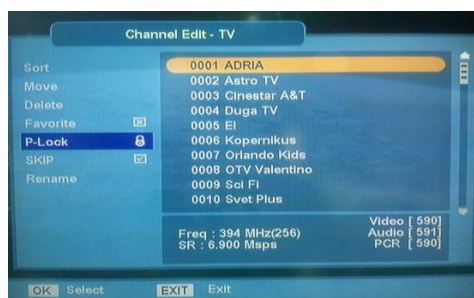 Channel Edit - TV
Sort
Move
Delete
Favorite
P-Lock
SKIP
Rename
0001 ADRIA
0002 Astro TV
0003 Cinestar A&T
0004 Duga TV
0005 EI
0006 Kopernikus
0007 Orlando Kids
0008 OTV Valentino
0009 Sci Fi
0010 Svet Plus
Freq : 394 MHz(256)
SR : 6.900 Msps
Video [ 590]
Audio [ 591]
PCR [ 590]
OK Select EXIT Exit